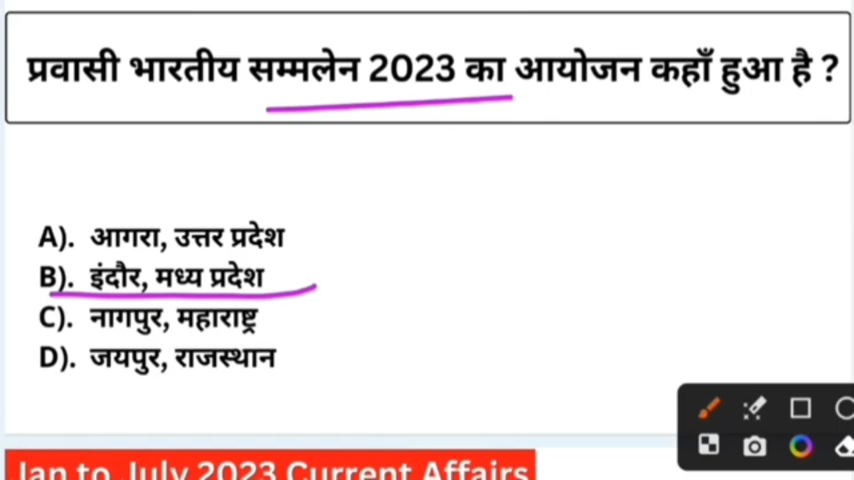 प्रवासी भारतीय सम्मलेन 2023 का आयोजन कहाँ हुआ है ?
A). आगरा, उत्तर प्रदेश
B). इंदौर, मध्य प्रदेश
C). नागपुर, महाराष्ट्र
D). जयपुर, राजस्थान
Jan to July 2023 Current Affairs